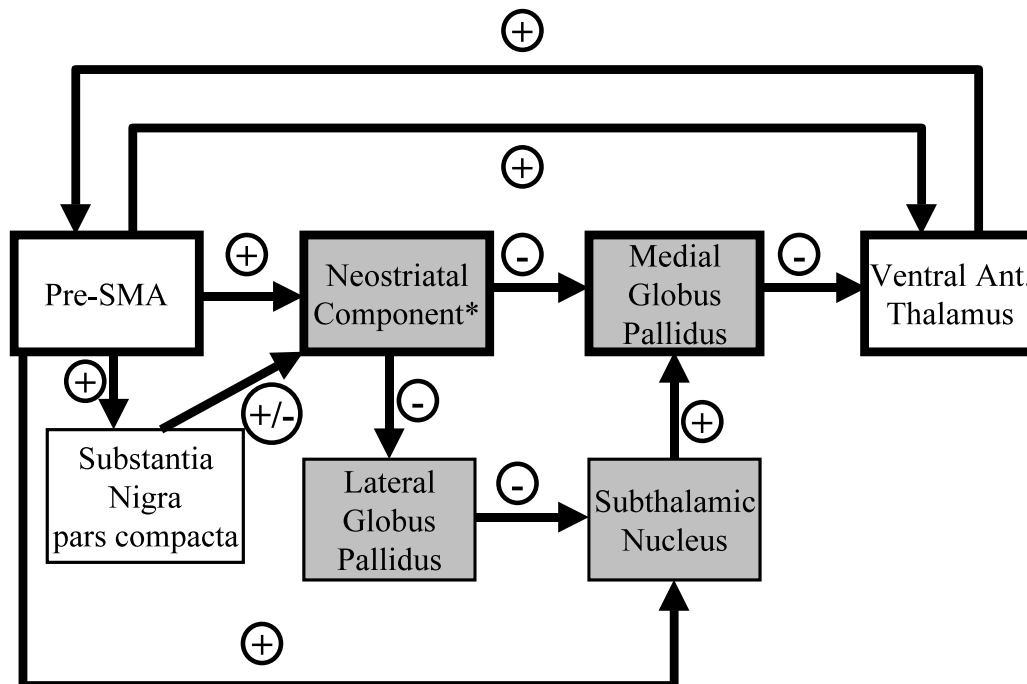 +
+
Pre-SMA
+
Neostriatal
Component*
-
Medial
Globus
Pallidus
-
Ventral Ant.
Thalamus
+
+/-
-
+
Substantia
Nigra
pars compacta
Lateral
Globus
Pallidus
-
Subthalamic
Nucleus
+